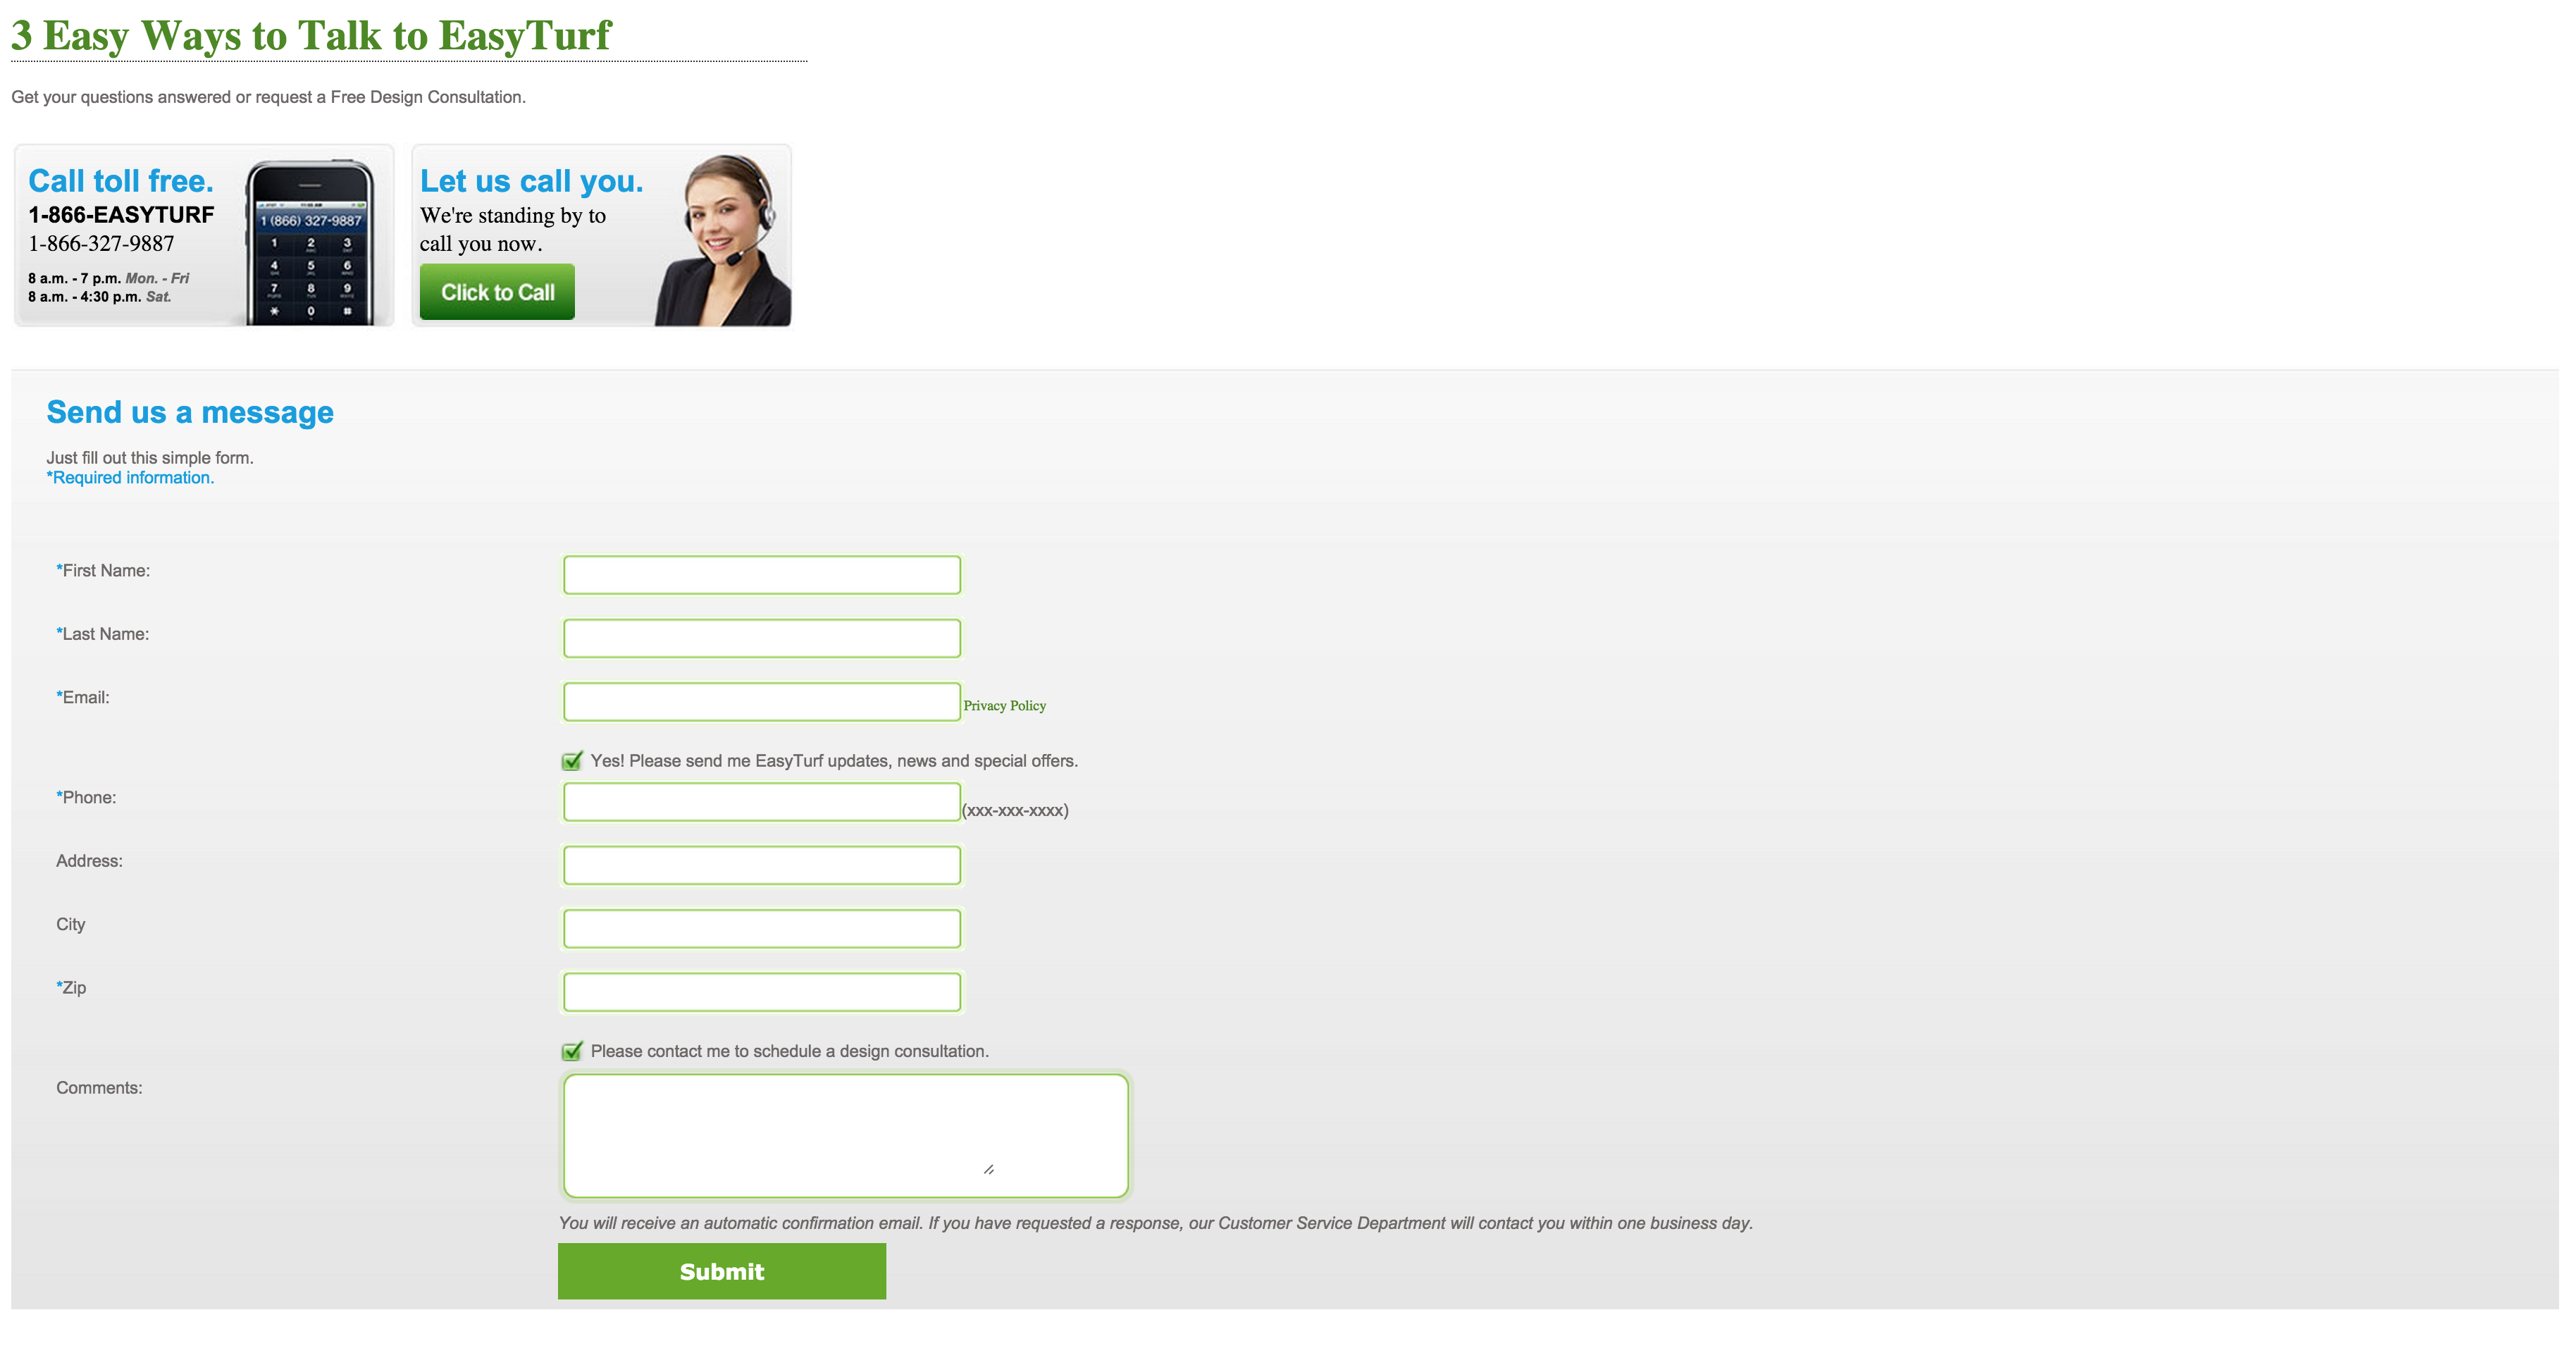 3 Easy Ways to Talk to EasyTurf
Get your questions answered or request a Free Design Consultation.
Call toll free.
1-866-EASYTURF
1-866-327-9887
8 a.m. - 7 p.m. Mon. - Fri
8 a.m. - 4:30 p.m. Sat.
1 (866) 327-9887
1 2 3
4 5 6
7 8 9
* 0 #
Let us call you.
We're standing by to
call you now.
Click to Call
Send us a message
Just fill out this simple form.
*Required information.
*First Name:
*Last Name:
*Email:
Privacy Policy
Yes! Please send me EasyTurf updates, news and special offers.
*Phone:
(xxx-xxx-xxxx)
Address:
City
*Zip
Please contact me to schedule a design consultation.
Comments:
You will receive an automatic confirmation email. If you have requested a response, our Customer Service Department will contact you within one business day.
Submit